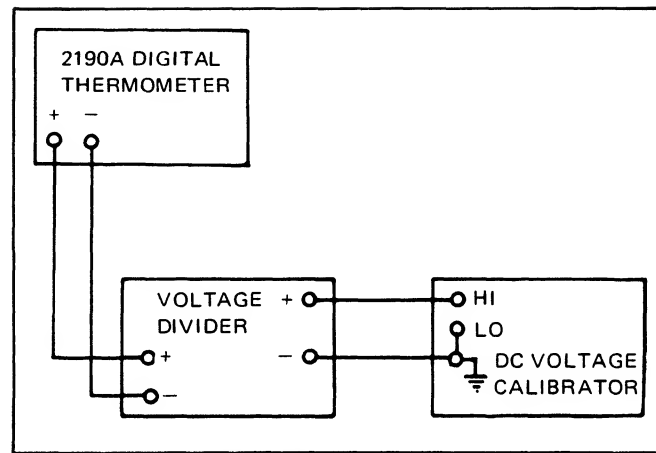 2190A DIGITAL
THERMOMETER
+ −
VOLTAGE
DIVIDER
+
−
+
−
HI
LO
DC VOLTAGE
CALIBRATOR